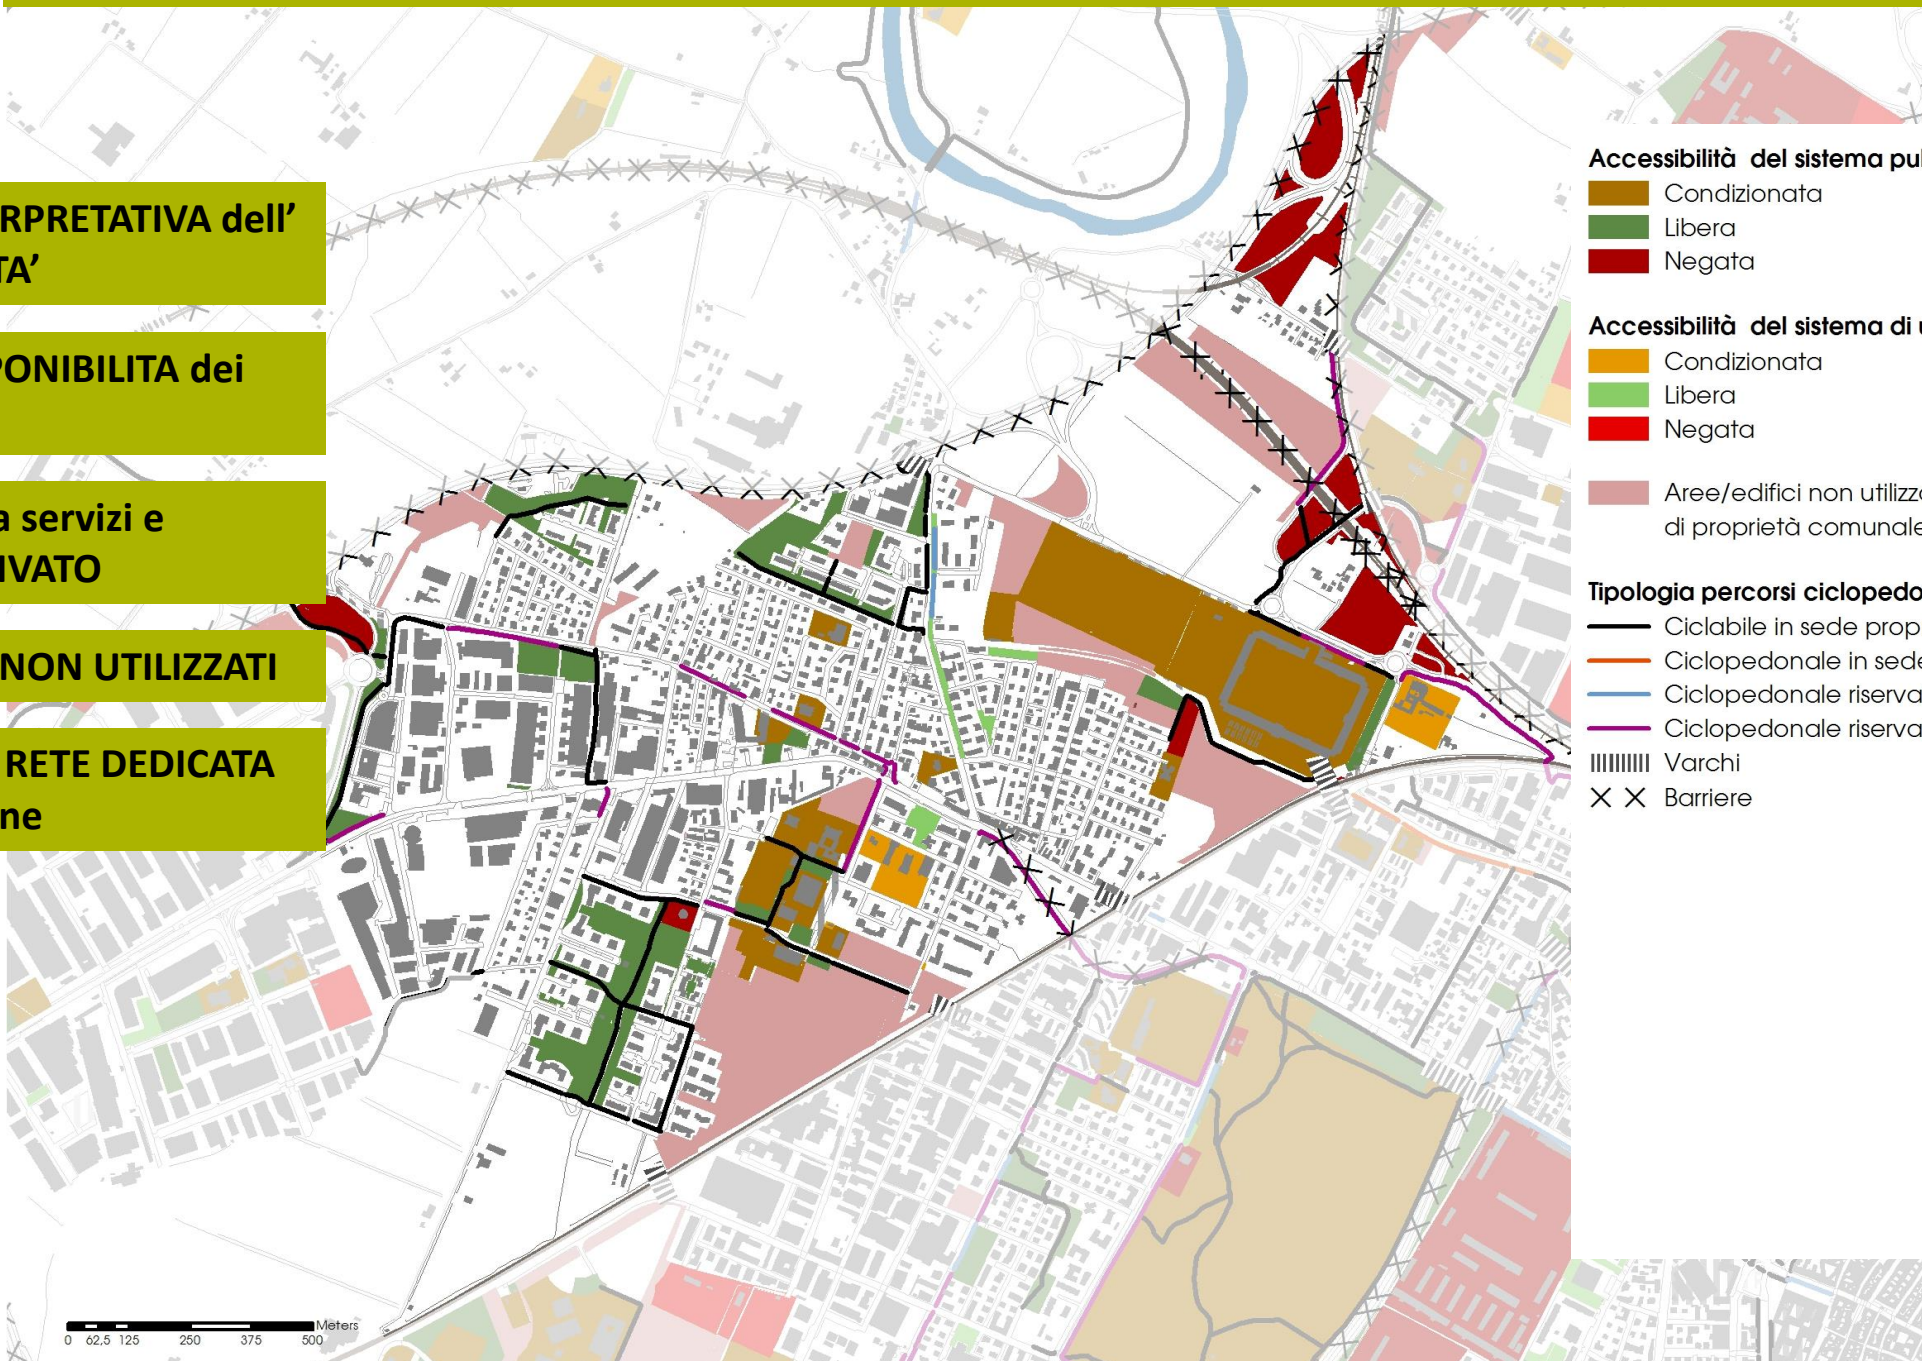 RPRETATIVA dell’
TA’
PONIBILITA dei
a servizi e
IVATO
NON UTILIZZATI
RETE DEDICATA
ne
Accessibilità del sistema pu
Condizionata
Libera
Negata
Accessibilità del sistema di
Condizionata
Libera
Negata
Aree/edifici non utilizz
di proprietà comunale
Tipologia percorsi ciclopedo
Ciclabile in sede prop
Ciclopedonale in sede
Ciclopedonale riserva
Ciclopedonale riserva
Varchi
Barriere
Meters
0 62,5 125 250 375 500